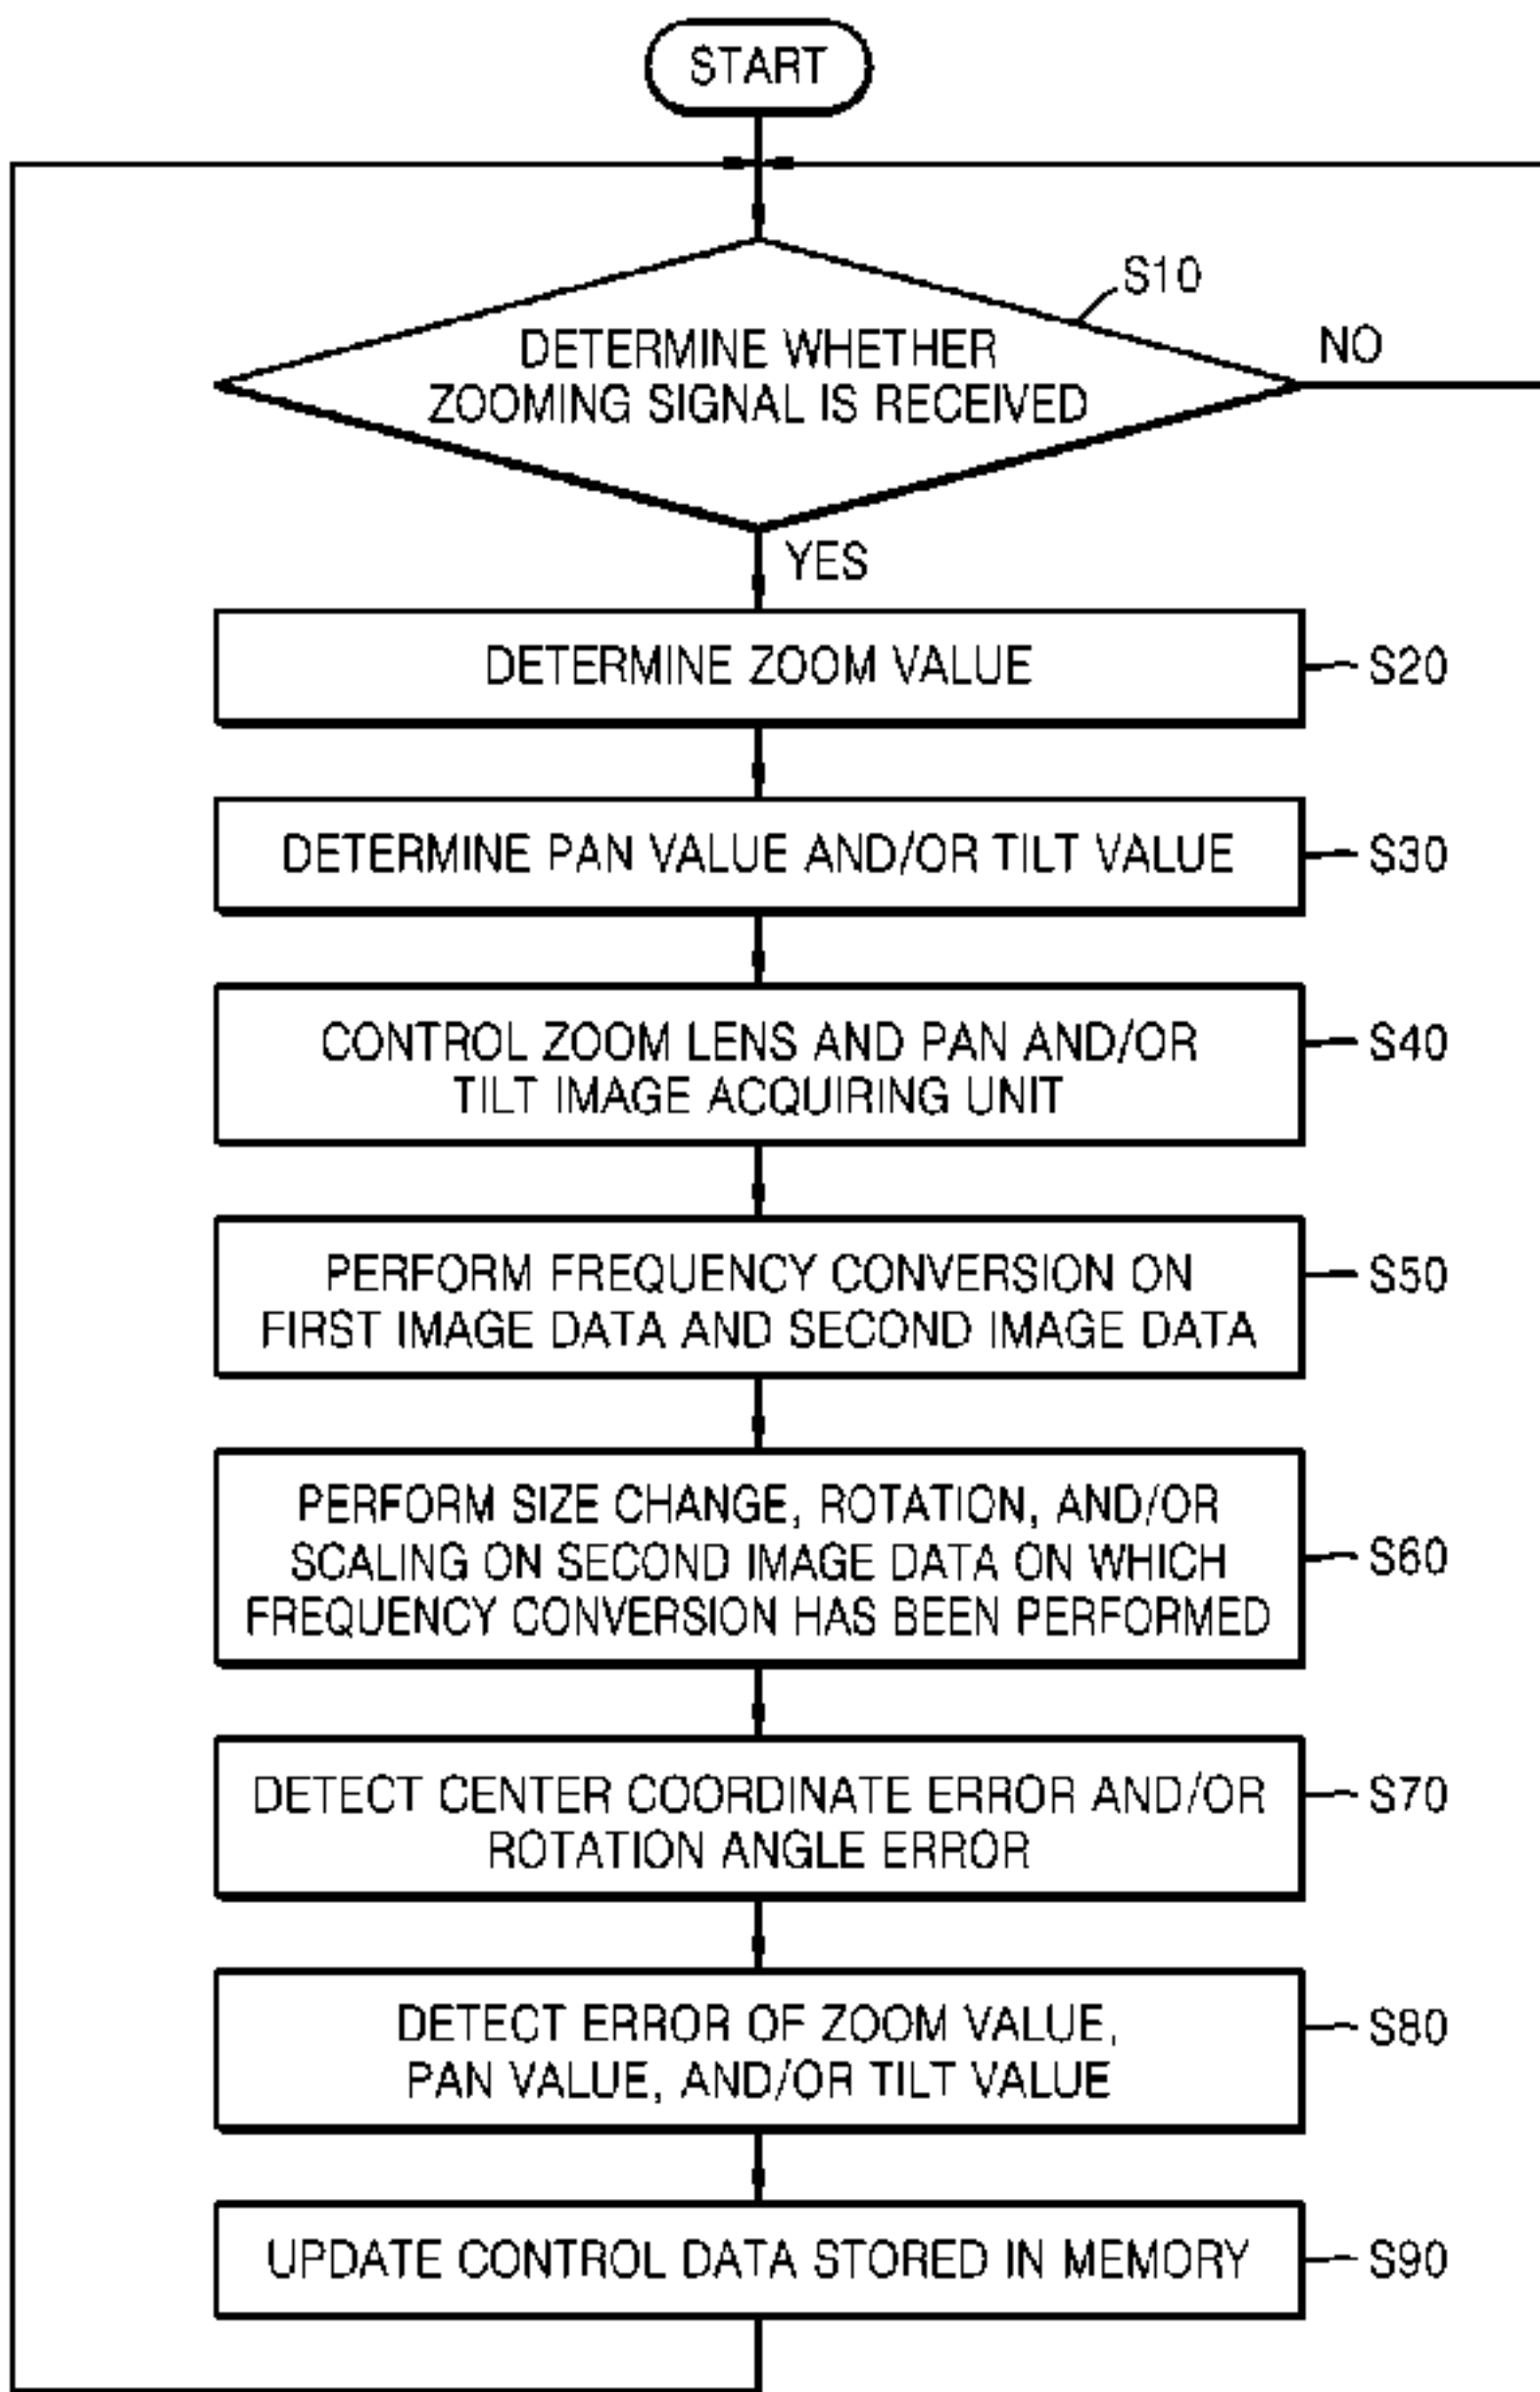 START
S10
DETERMINE WHETHER
ZOOMING SIGNAL IS RECEIVED
NO
YES
DETERMINE ZOOM VALUE
S20
DETERMINE PAN VALUE AND/OR TILT VALUE
S30
CONTROL ZOOM LENS AND PAN AND/OR
TILT IMAGE ACQUIRING UNIT
S40
PERFORM FREQUENCY CONVERSION ON
FIRST IMAGE DATA AND SECOND IMAGE DATA
S50
PERFORM SIZE CHANGE, ROTATION, AND/OR
SCALING ON SECOND IMAGE DATA ON WHICH
FREQUENCY CONVERSION HAS BEEN PERFORMED
S60
DETECT CENTER COORDINATE ERROR AND/OR
ROTATION ANGLE ERROR
S70
DETECT ERROR OF ZOOM VALUE,
PAN VALUE, AND/OR TILT VALUE
S80
UPDATE CONTROL DATA STORED IN MEMORY
S90